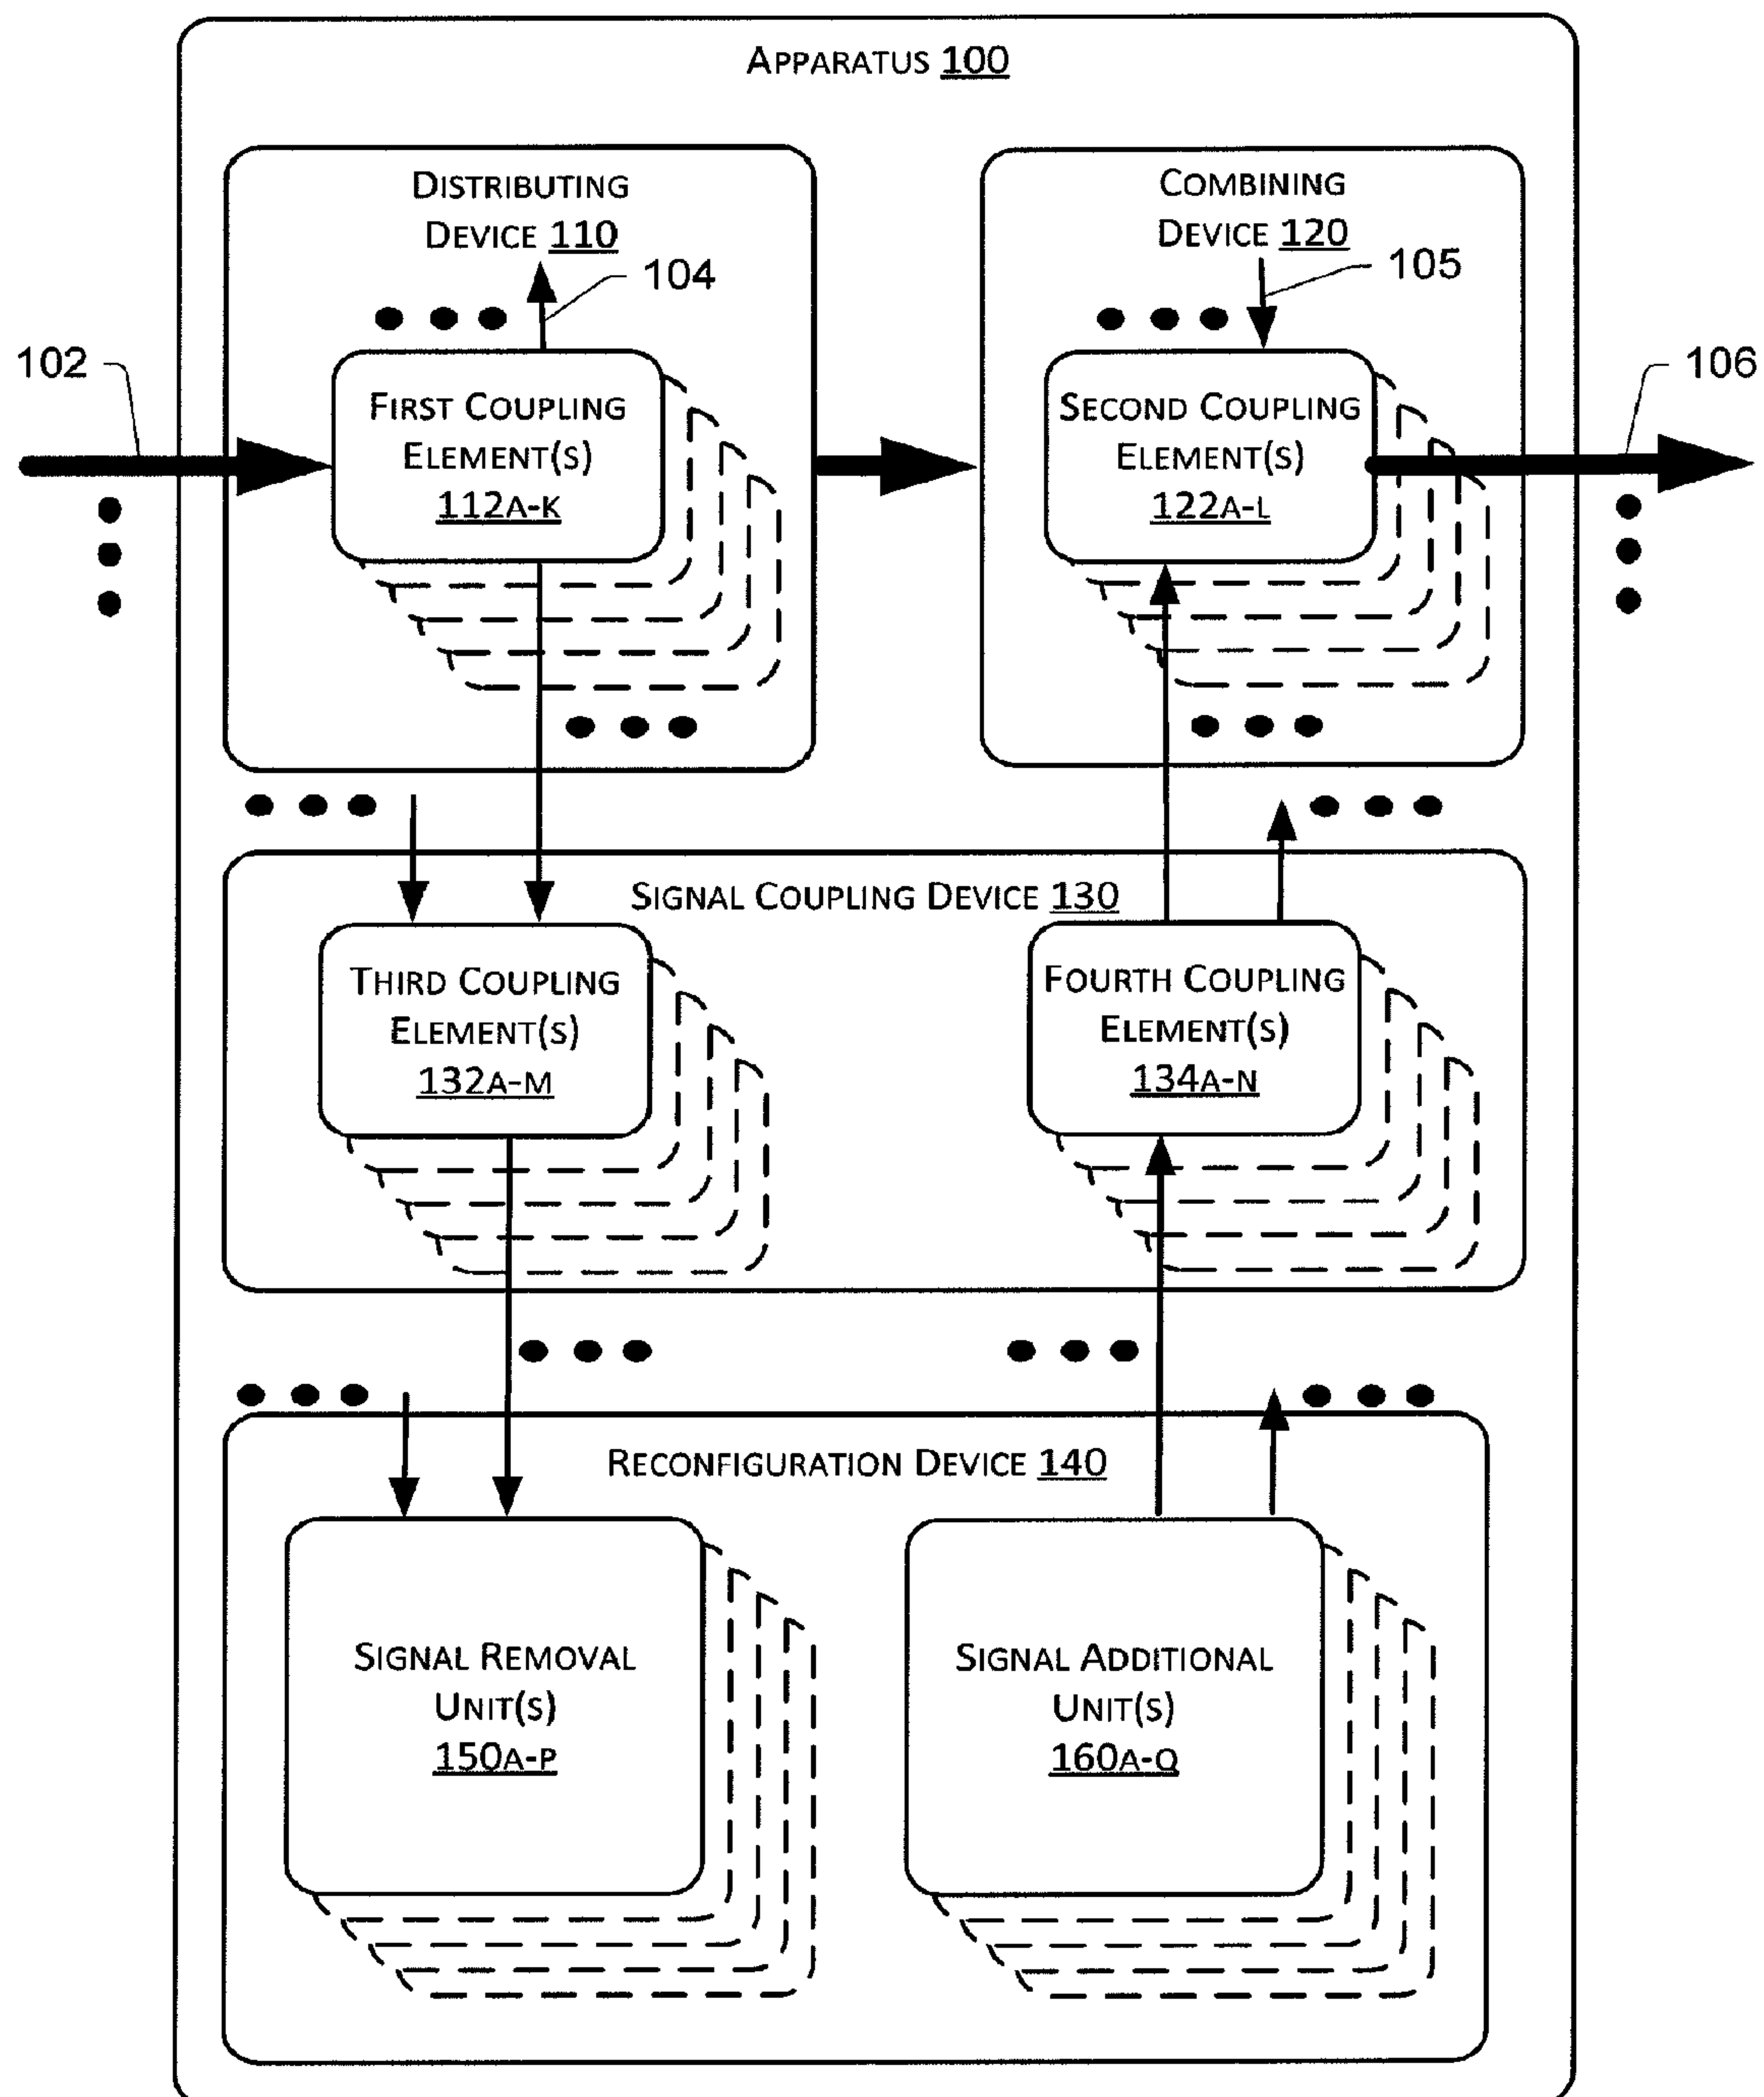 APPARATUS 100
DISTRIBUTING
DEVICE 110
COMBINING
DEVICE 120
104
105
102
106
FIRST COUPLING
ELEMENT(S)
112A-K
SECOND COUPLING
ELEMENT(S)
122A-L
SIGNAL COUPLING DEVICE 130
THIRD COUPLING
ELEMENT(S)
132A-M
FOURTH COUPLING
ELEMENT(S)
134A-N
RECONFIGURATION DEVICE 140
SIGNAL REMOVAL
UNIT(S)
150A-P
SIGNAL ADDITIONAL
UNIT(S)
160A-Q